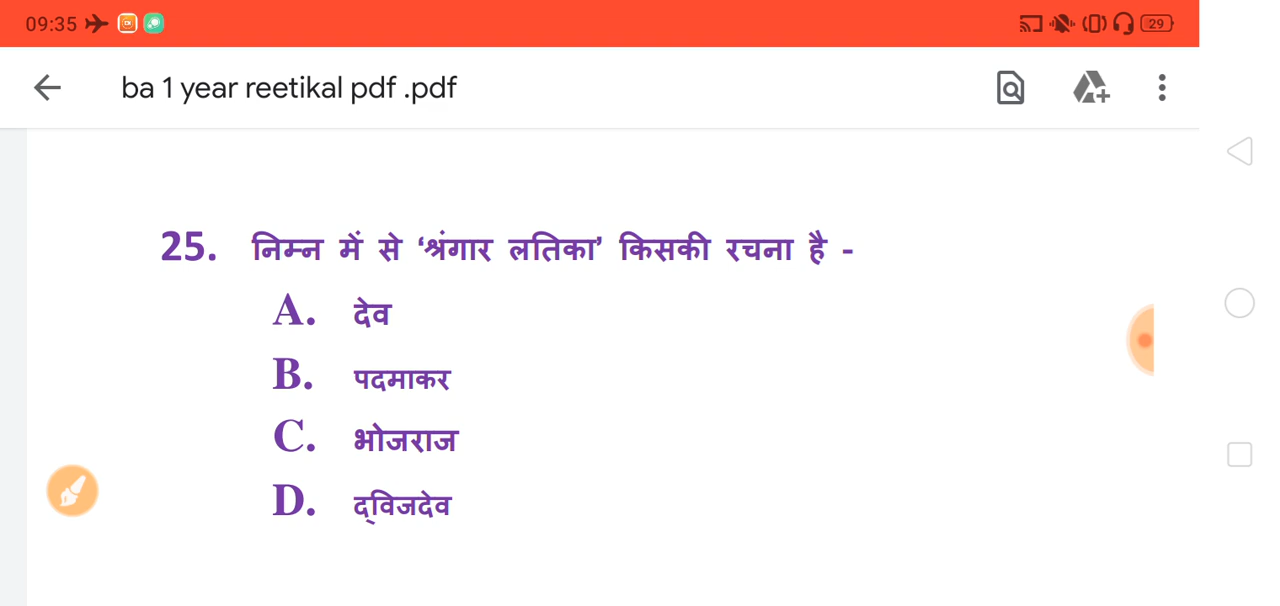 09:35 29
ba 1 year reetikal pdf .pdf
25. निम्न में से ‘श्रंगार लतिका’ किसकी रचना है -
A. देव
B. पदमाकर
C. भोजराज
D. द्विजदेव